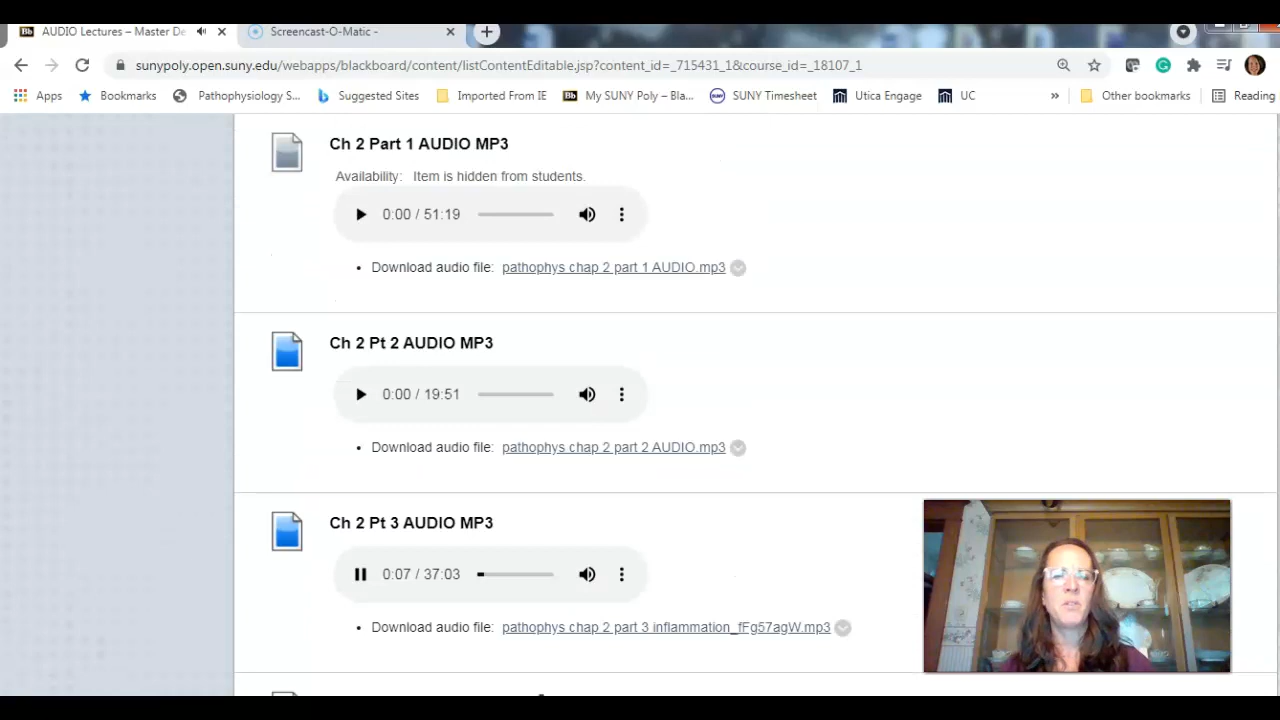 Bb AUDIO Lectures – Master De
Screencast-O-Matic -
sunypoly.open.suny.edu/webapps/blackboard/content/listContentEditable.jsp?content_id=_715431_1&course_id=_18107_1
Apps Bookmarks Pathophysiology S... Suggested Sites Imported From IE Bb My SUNY Poly – Bla... SUNY SUNY Timesheet Utica Engage UC » Other bookmarks Reading
Ch 2 Part 1 AUDIO MP3
Availability: Item is hidden from students.
0:00 / 51:19
• Download audio file: pathophys chap 2 part 1 AUDIO.mp3
Ch 2 Pt 2 AUDIO MP3
0:00 / 19:51
• Download audio file: pathophys chap 2 part 2 AUDIO.mp3
Ch 2 Pt 3 AUDIO MP3
0:07 / 37:03
• Download audio file: pathophys chap 2 part 3 inflammation_fFg57agW.mp3